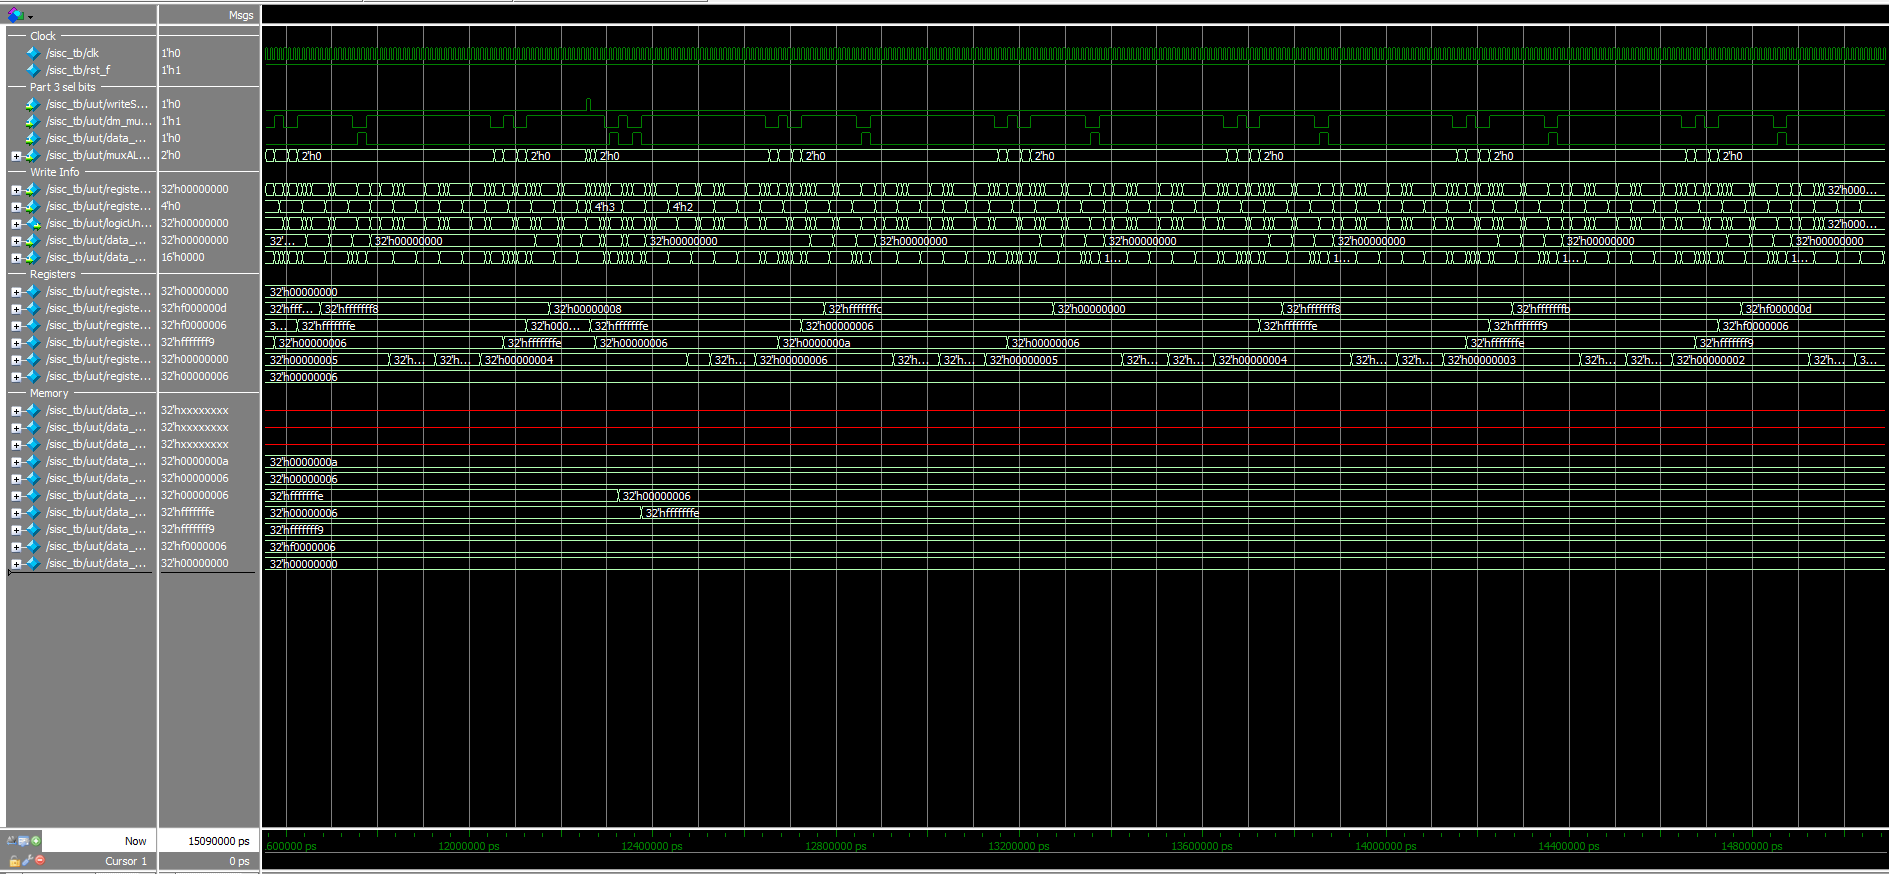 Msgs
Clock
/sisc_tb/clk 1'h0
/sisc_tb/rst_f 1'h1
Part 3 sel bits
/sisc_tb/uut/writeS... 1'h0
/sisc_tb/uut/dm_mu... 1'h1
/sisc_tb/uut/data_... 1'h0
/sisc_tb/uut/muxAL... 2'h0 2'h0 2'h0 2'h0 2'h0 2'h0 2'h0 2'h0 2'h0
Write Info
/sisc_tb/uut/registe... 32'h00000000 32'h000...
/sisc_tb/uut/registe... 4'h0 4'h3 4'h2
/sisc_tb/uut/logicUn... 32'h00000000 32'h000...
/sisc_tb/uut/data_... 32'h00000000 32'... 32'h00000000 32'h00000000 32'h00000000 32'h00000000 32'h00000000 32'h00000000 32'h00000000
/sisc_tb/uut/data_... 16'h0000 1... 1... 1... 1...
Registers
/sisc_tb/uut/registe... 32'h00000000 32'h00000000
/sisc_tb/uut/registe... 32'hf000000d 32'hfff... 32'hfffffff8 32'h00000008 32'hfffffffc 32'h00000000 32'hfffffff8 32'hfffffffb 32'hf000000d
/sisc_tb/uut/registe... 32'hf0000006 3... 32'hfffffffe 32'h000... 32'hfffffffe 32'h00000006 32'hfffffffe 32'hfffffff9 32'hf0000006
/sisc_tb/uut/registe... 32'hfffffff9 32'h00000006 32'hfffffffe 32'h00000006 32'h0000000a 32'h00000006 32'hfffffffe 32'hfffffff9
/sisc_tb/uut/registe... 32'h00000000 32'h00000005 32'h... 32'h... 32'h00000004 32'h... 32'h00000006 32'h... 32'h... 32'h00000005 32'h... 32'h... 32'h00000004 32'h... 32'h... 32'h00000003 32'h... 32'h... 32'h00000002 32'h... 3...
/sisc_tb/uut/registe... 32'h00000006 32'h00000006
Memory
/sisc_tb/uut/data_... 32'hxxxxxxxx
/sisc_tb/uut/data_... 32'hxxxxxxxx
/sisc_tb/uut/data_... 32'hxxxxxxxx
/sisc_tb/uut/data_... 32'h0000000a 32'h0000000a
/sisc_tb/uut/data_... 32'h00000006 32'h00000006
/sisc_tb/uut/data_... 32'h00000006 32'hfffffffe 32'h00000006
/sisc_tb/uut/data_... 32'hfffffffe 32'h00000006 32'hfffffffe
/sisc_tb/uut/data_... 32'hfffffff9 32'hfffffff9
/sisc_tb/uut/data_... 32'hf0000006 32'hf0000006
/sisc_tb/uut/data_... 32'h00000000 32'h00000000
Now 15090000 ps 600000 ps 12000000 ps 12400000 ps 12800000 ps 13200000 ps 13600000 ps 14000000 ps 14400000 ps 14800000 ps
Cursor 1 0 ps